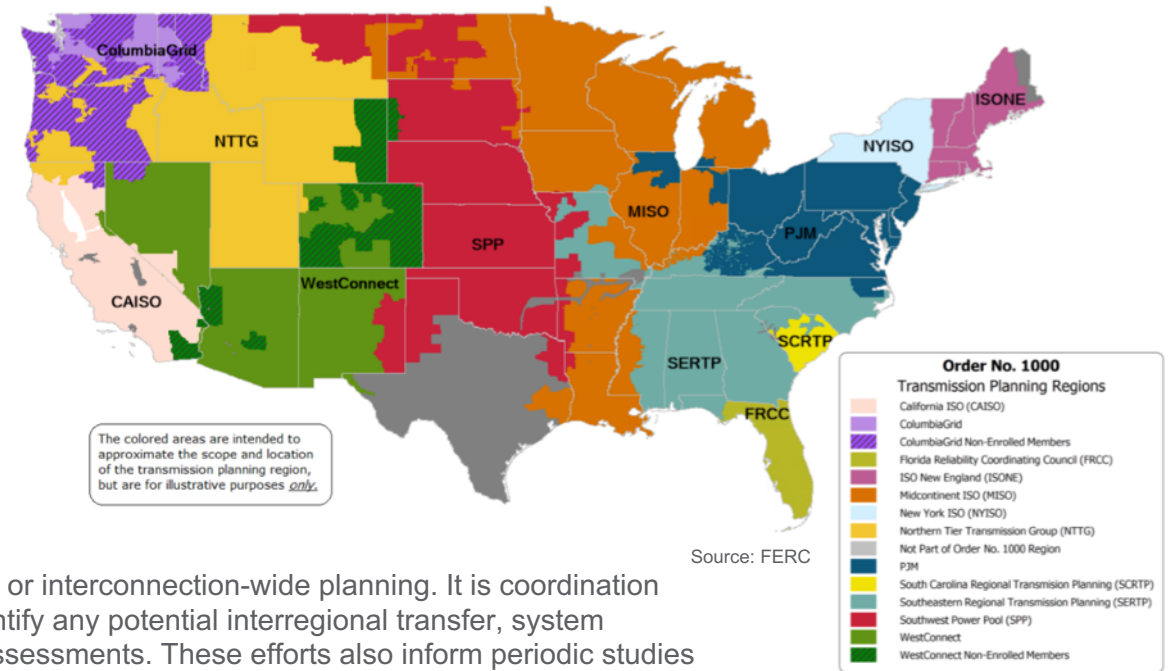 ColumbiaGrid
ISONE
NYISO
NTTG
MISO
PJM
SPP
WestConnect
CAISO
SCRTP
SERTP
FRCC
The colored areas are intended to
approximate the scope and location
of the transmission planning region,
but are for illustrative purposes only.
Order No. 1000
Transmission Planning Regions
California ISO (CAISO)
ColumbiaGrid
ColumbiaGrid Non-Enrolled Members
Florida Reliability Coordinating Council (FRCC)
ISO New England (ISONE)
Midcontinent ISO (MISO)
New York ISO (NYISO)
Northern Tier Transmission Group (NTTG)
Not Part of Order No. 1000 Region
PJM
South Carolina Regional Transmision Planning (SCRTP)
Southeastern Regional Transmission Planning (SERTP)
Southwest Power Pool (SPP)
WestConnect
WestConnect Non-Enrolled Members
Source: FERC
or interconnection-wide planning. It is coordination
ntify any potential interregional transfer, system
ssessments. These efforts also inform periodic studies